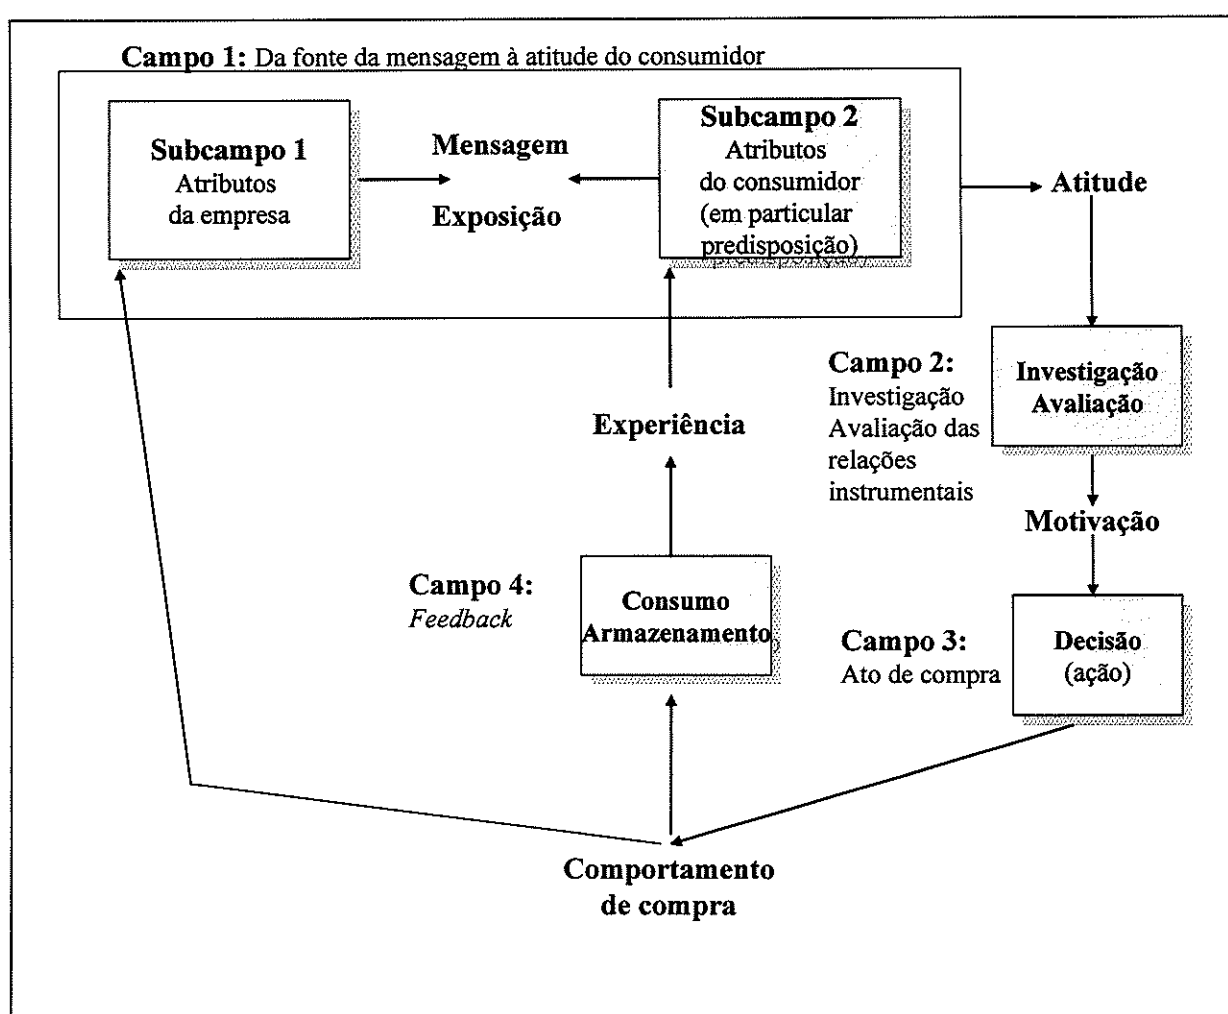 Campo 1: Da fonte da mensagem à atitude do consumidor
Subcampo 1
Atributos
da empresa
Mensagem
Exposição
Subcampo 2
Atributos
do consumidor
(em particular
predisposição)
Atitude
Campo 2:
Investigação
Avaliação das
relações
instrumentais
Investigação
Avaliação
Motivação
Experiência
Campo 4:
Feedback
Consumo
Armazenamento
Campo 3:
Ato de compra
Decisão
(ação)
Comportamento
de compra